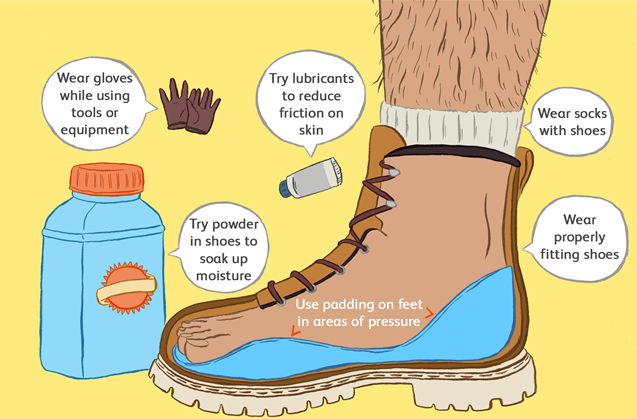 Wear gloves
while using
tools or
equipment
Try lubricants
to reduce
friction on
skin
Wear socks
with shoes
Try powder
in shoes to
soak up
moisture
Wear
properly
fitting shoes
Use padding on feet
in areas of pressure